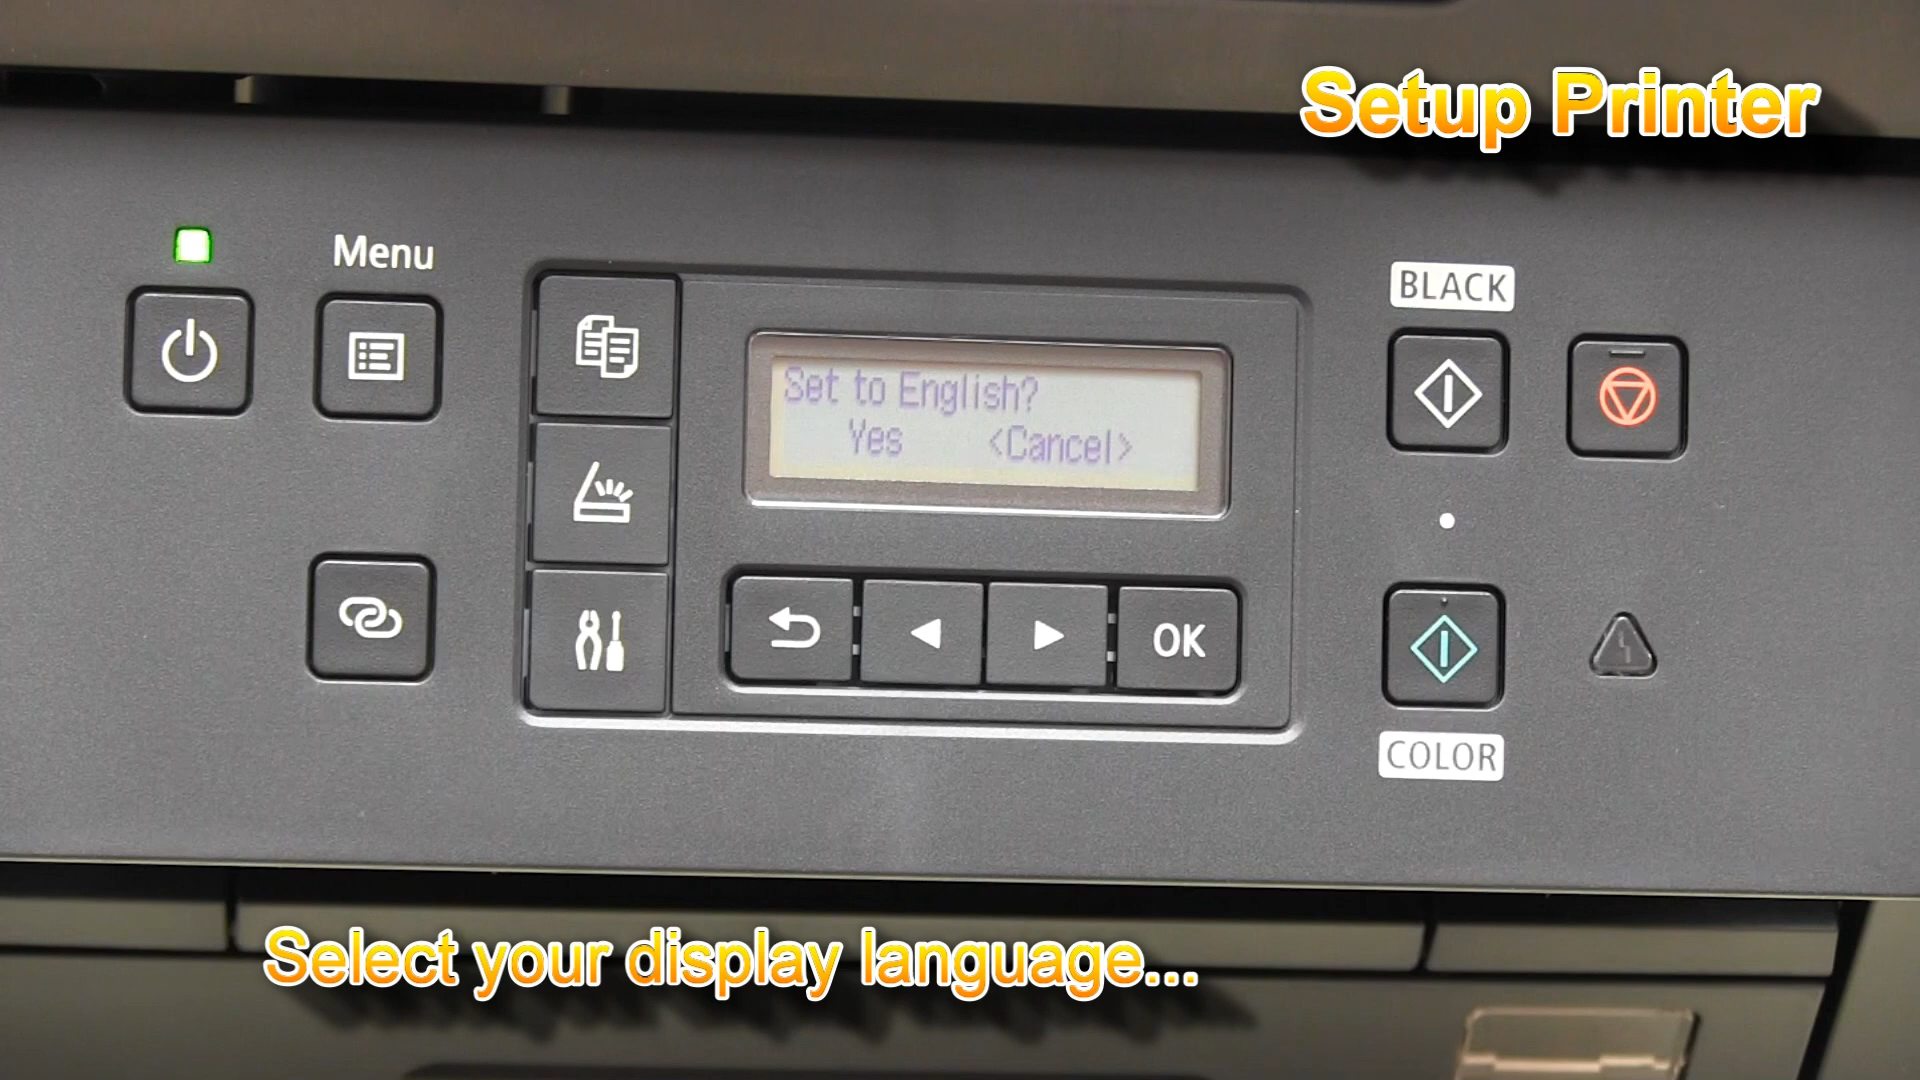 Setup Printer
Menu
BLACK
Set to English?
Yes <Cancel>
OK
COLOR
Select your display language...